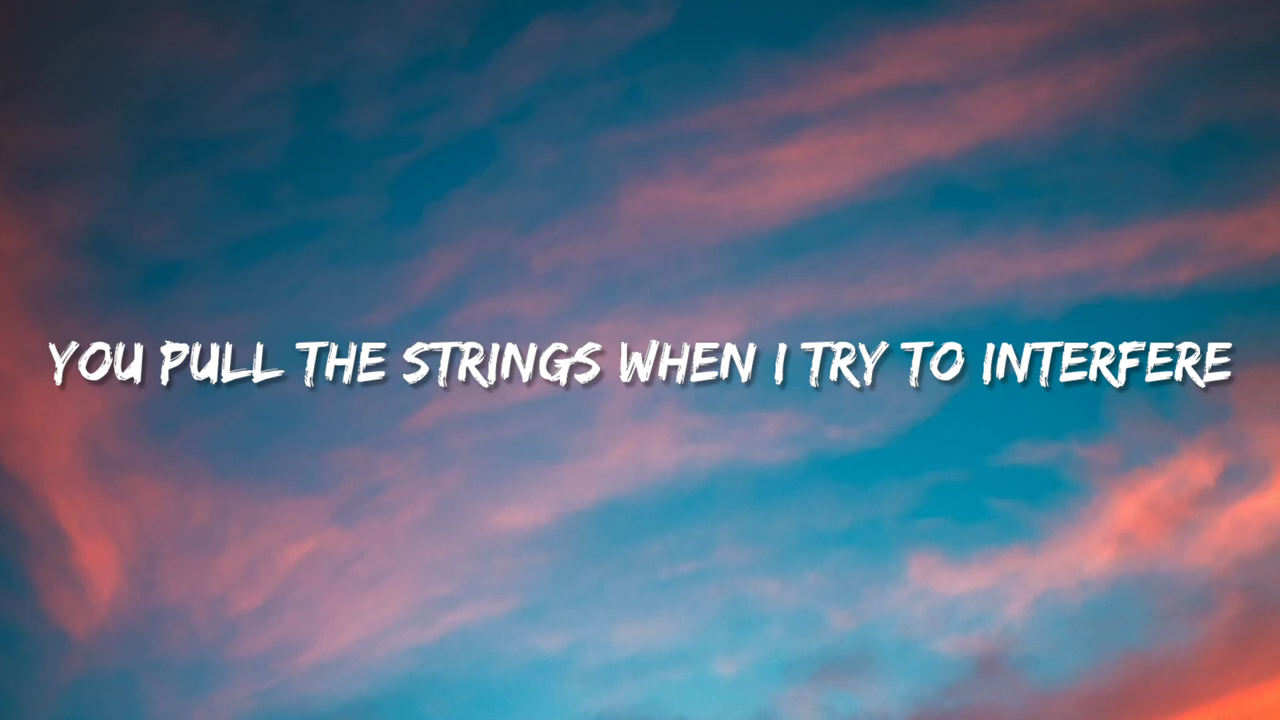 YOU PULL THE STRINGS WHEN I TRY TO INTERFERE